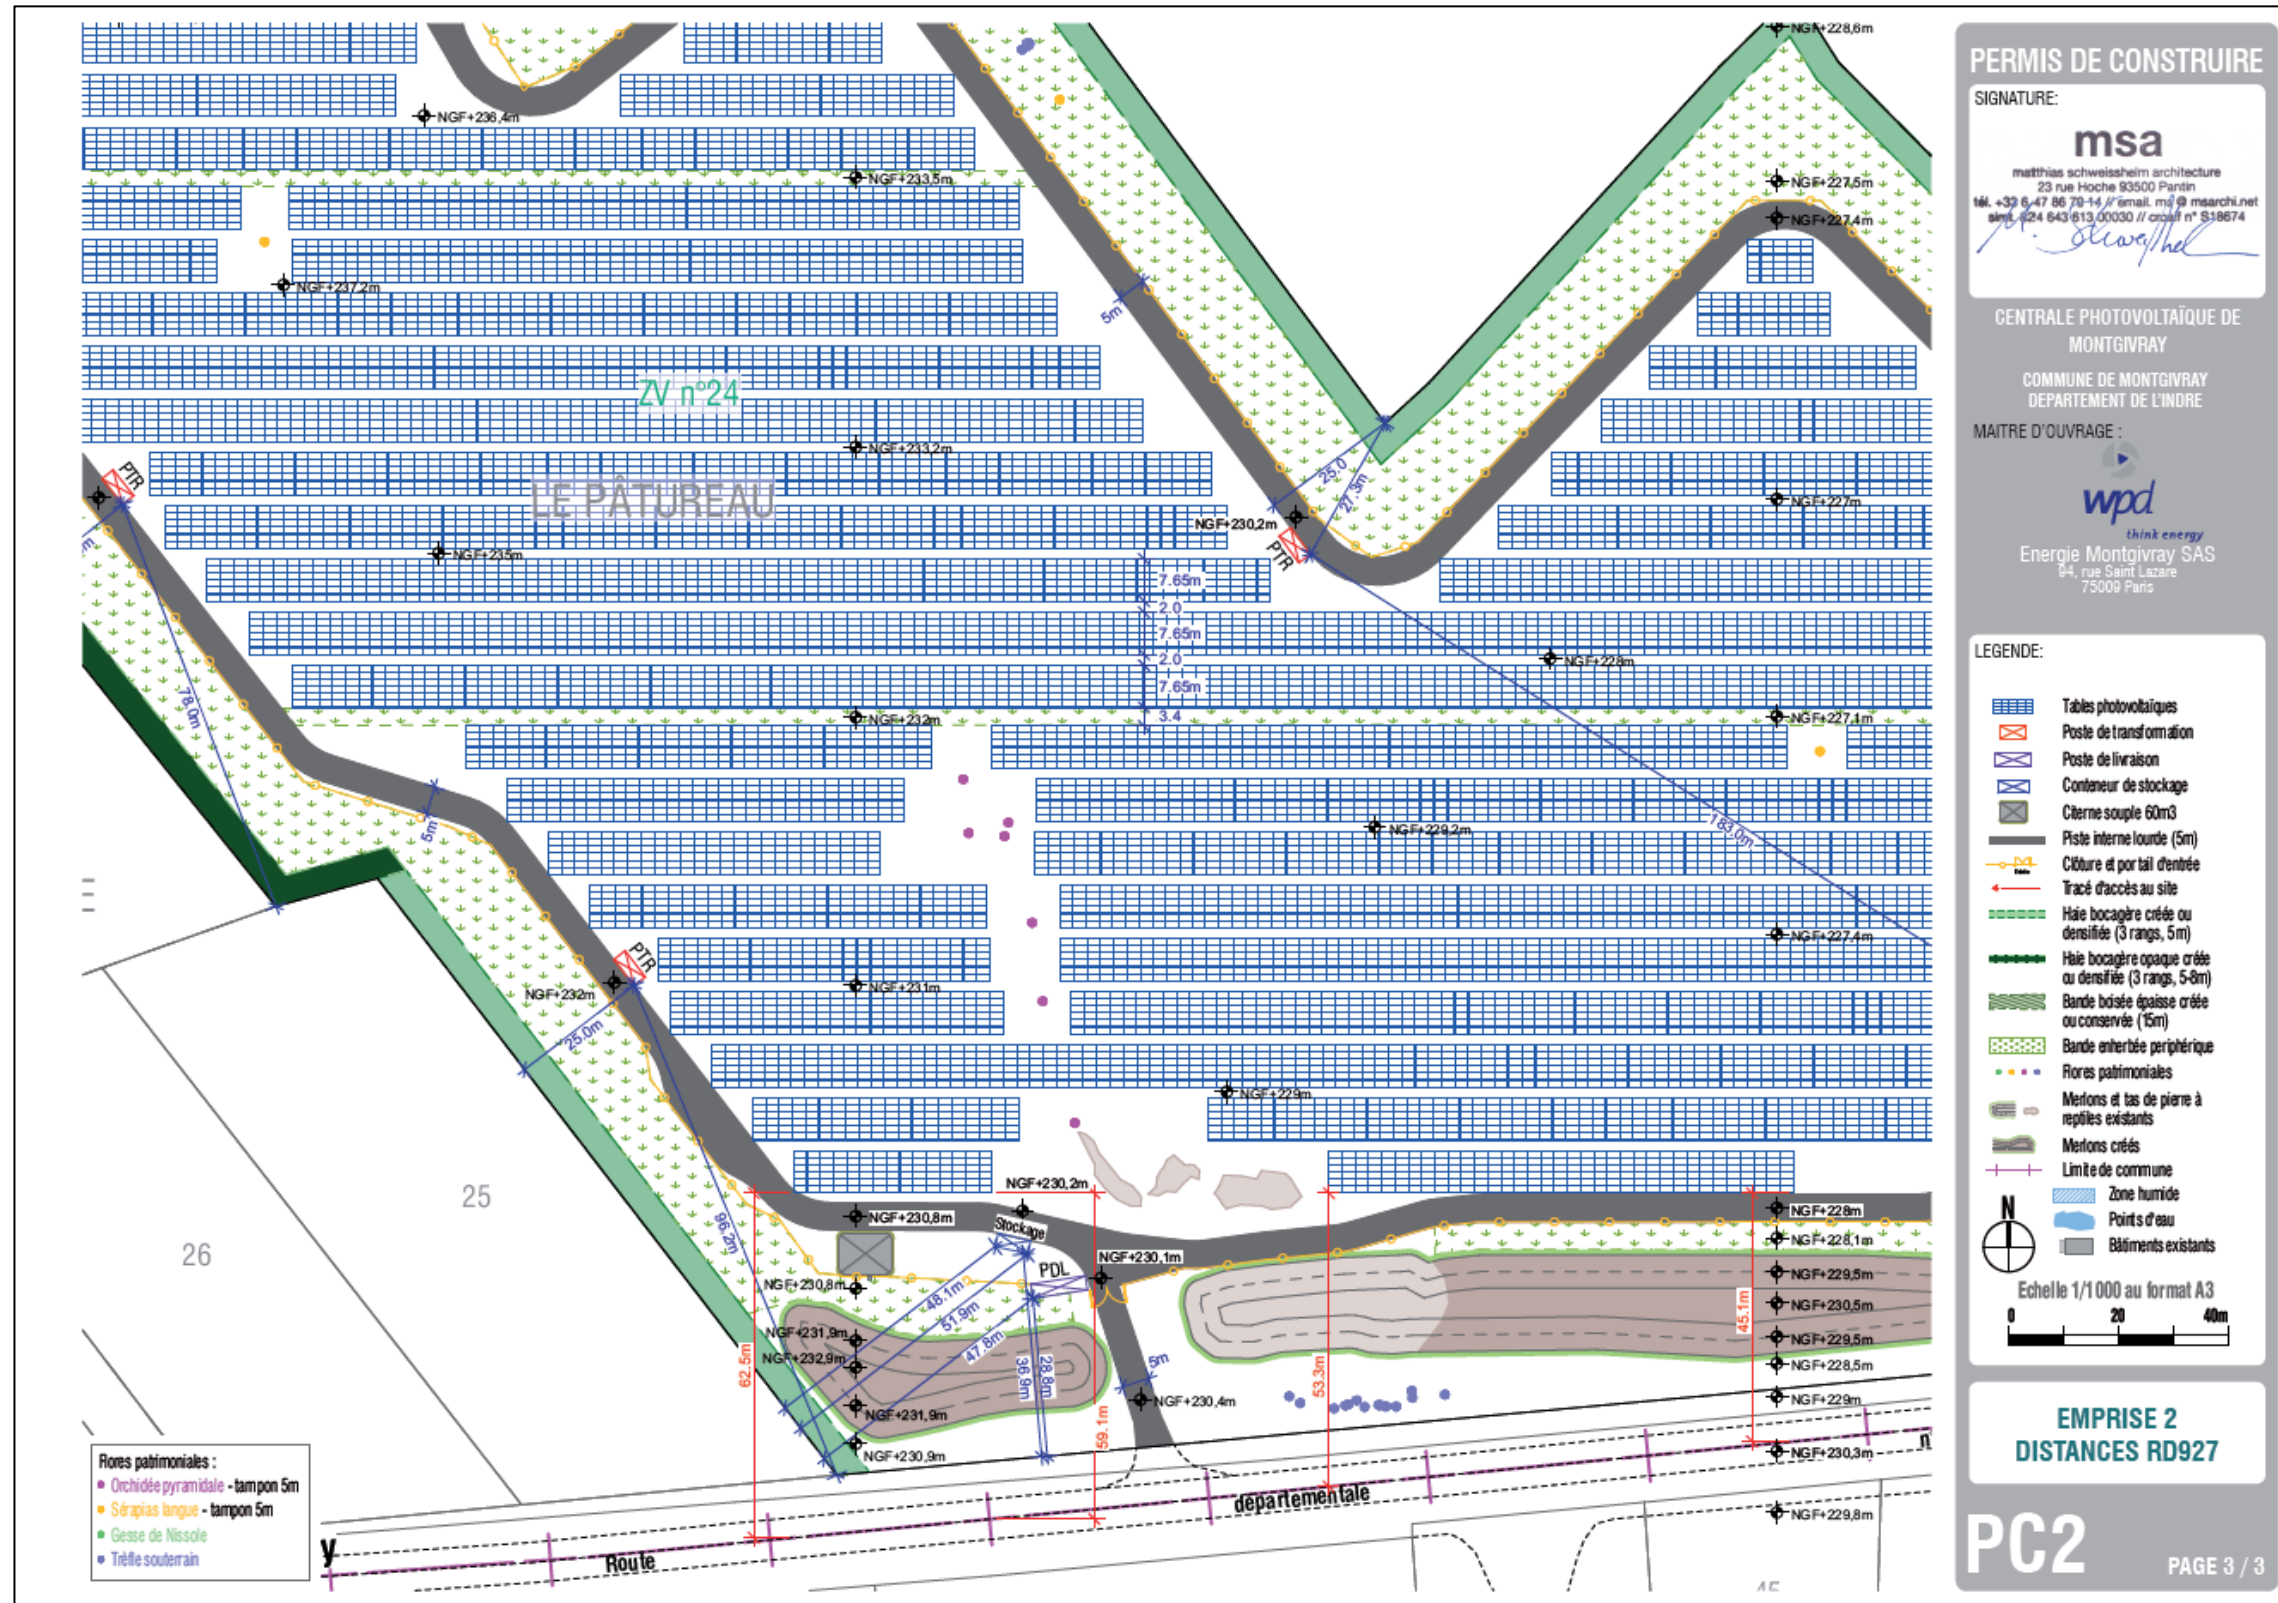 NGF+228,6m
NGF+236,4m
NGF+233,5m
NGF+227,5m
NGF+227,4m
NGF+237,2m
5m
ZV n°24
NGF+233,2m
PTR
LE PÂTUREAU
25.0
27.3m
NGF+227m
NGF+230,2m
PTR
NGF+235m
m
7.65m
2.0
7.65m
2.0
7.65m
3.4
NGF+228m
78.0m
NGF+232m
NGF+227,1m
5m
NGF+229,2m
183.0m
NGF+227,4m
PTR
NGF+232m
NGF+231m
25.0m
NGF+229m
25
26
96.2m
NGF+230,2m
NGF+230,8m
Stockage
NGF+228m
NGF+228,1m
NGF+230,1m
PDL
NGF+230,8m
48.1m
51.9m
47.8m
NGF+229,5m
NGF+230,5m
NGF+229,5m
NGF+228,5m
45.1m
NGF+231,9m
NGF+232,9m
62.5m
36.9m
28.8m
5m
53.3m
NGF+229m
NGF+230,4m
NGF+231,9m
59.1m
NGF+230,9m
NGF+230,3m
n
départementale
NGF+229,8m
y
Route
45
Flores patrimoniales :
Orchidée pyramidale - tampon 5m
Sérapias langue - tampon 5m
Gesse de Nissole
Trèfle souterrain
PERMIS DE CONSTRUIRE
SIGNATURE:
msa
matthias schweisshelm architecture
23 rue Hoche 93500 Pantin
CENTRALE PHOTOVOLTAÏQUE DE
MONTGIVRAY
COMMUNE DE MONTGIVRAY
DEPARTEMENT DE L'INDRE
MAITRE D'OUVRAGE :
wpd
think energy
Energie Montgivray SAS
94, rue Saint Lazare
75009 Paris
LEGENDE:
Tables photovoltaïques
Poste de transformation
Poste de livraison
Conteneur de stockage
Citerne souple 60m3
Piste interne lourde (5m)
Clôture et portail d'entrée
Tracé d'accès au site
Haie bocagère créée ou
densifiée (3 rangs, 5m)
Haie bocagère opaque créée
ou densifiée (3 rangs, 5-8m)
Bande boisée épaisse créée
ou conservée (15m)
Bande enherbée periphérique
Flores patrimoniales
Merlons et tas de pierre à
reptiles existants
Merlons créés
Limite de commune
Zone humide
Points d'eau
Bâtiments existants
N
Echelle 1/1000 au format A3
0 20 40m
EMPRISE 2
DISTANCES RD927
PC2
PAGE 3 / 3